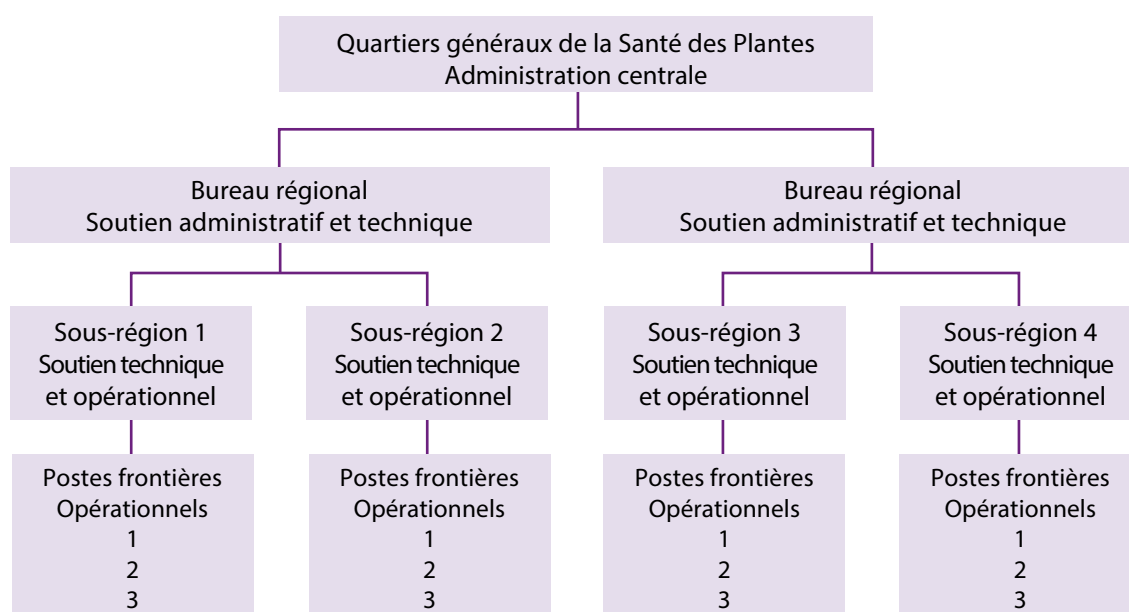 Quartiers généraux de la Santé des Plantes
Administration centrale
Bureau régional
Soutien administratif et technique
Bureau régional
Soutien administratif et technique
Sous-région 1
Soutien technique
et opérationnel
Sous-région 2
Soutien technique
et opérationnel
Sous-région 3
Soutien technique
et opérationnel
Sous-région 4
Soutien technique
et opérationnel
Postes frontières
Opérationnels
1
2
3
Postes frontières
Opérationnels
1
2
3
Postes frontières
Opérationnels
1
2
3
Postes frontières
Opérationnels
1
2
3